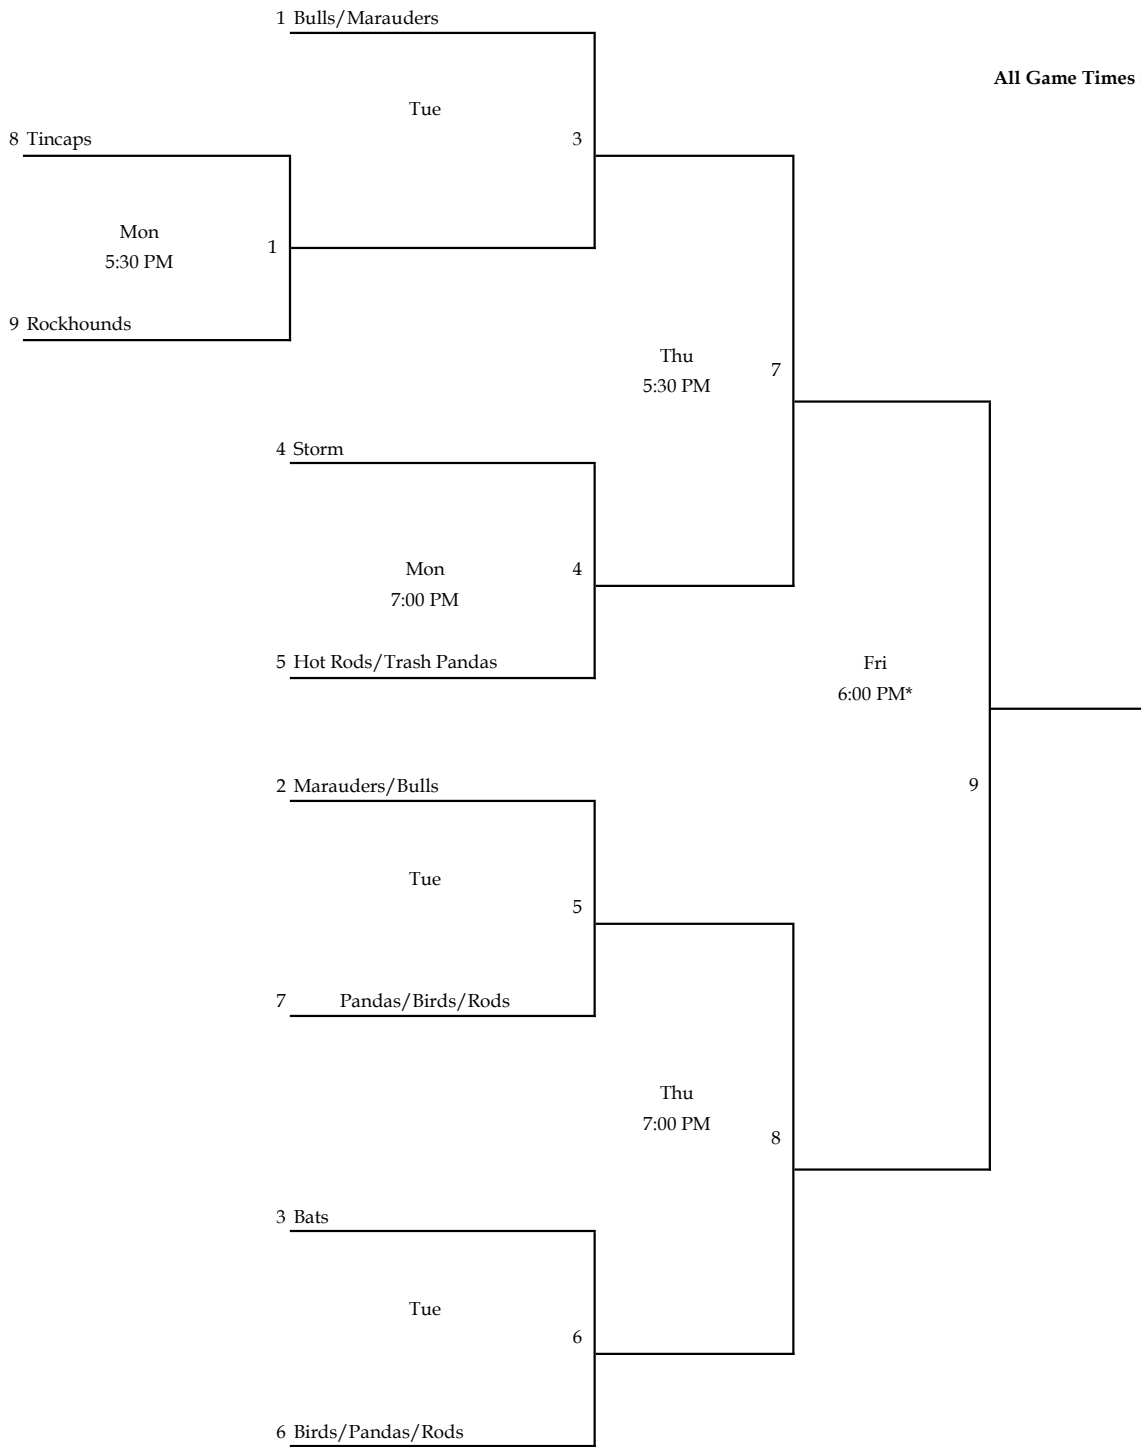 1 Bulls/Marauders
All Game Times
Tue
8 Tincaps
3
Mon
1
5:30 PM
9 Rockhounds
Thu
7
5:30 PM
4 Storm
Mon
4
7:00 PM
5 Hot Rods/Trash Pandas
Fri
6:00 PM*
2 Marauders/Bulls
9
Tue
5
7 Pandas/Birds/Rods
Thu
7:00 PM
8
3 Bats
Tue
6
6 Birds/Pandas/Rods